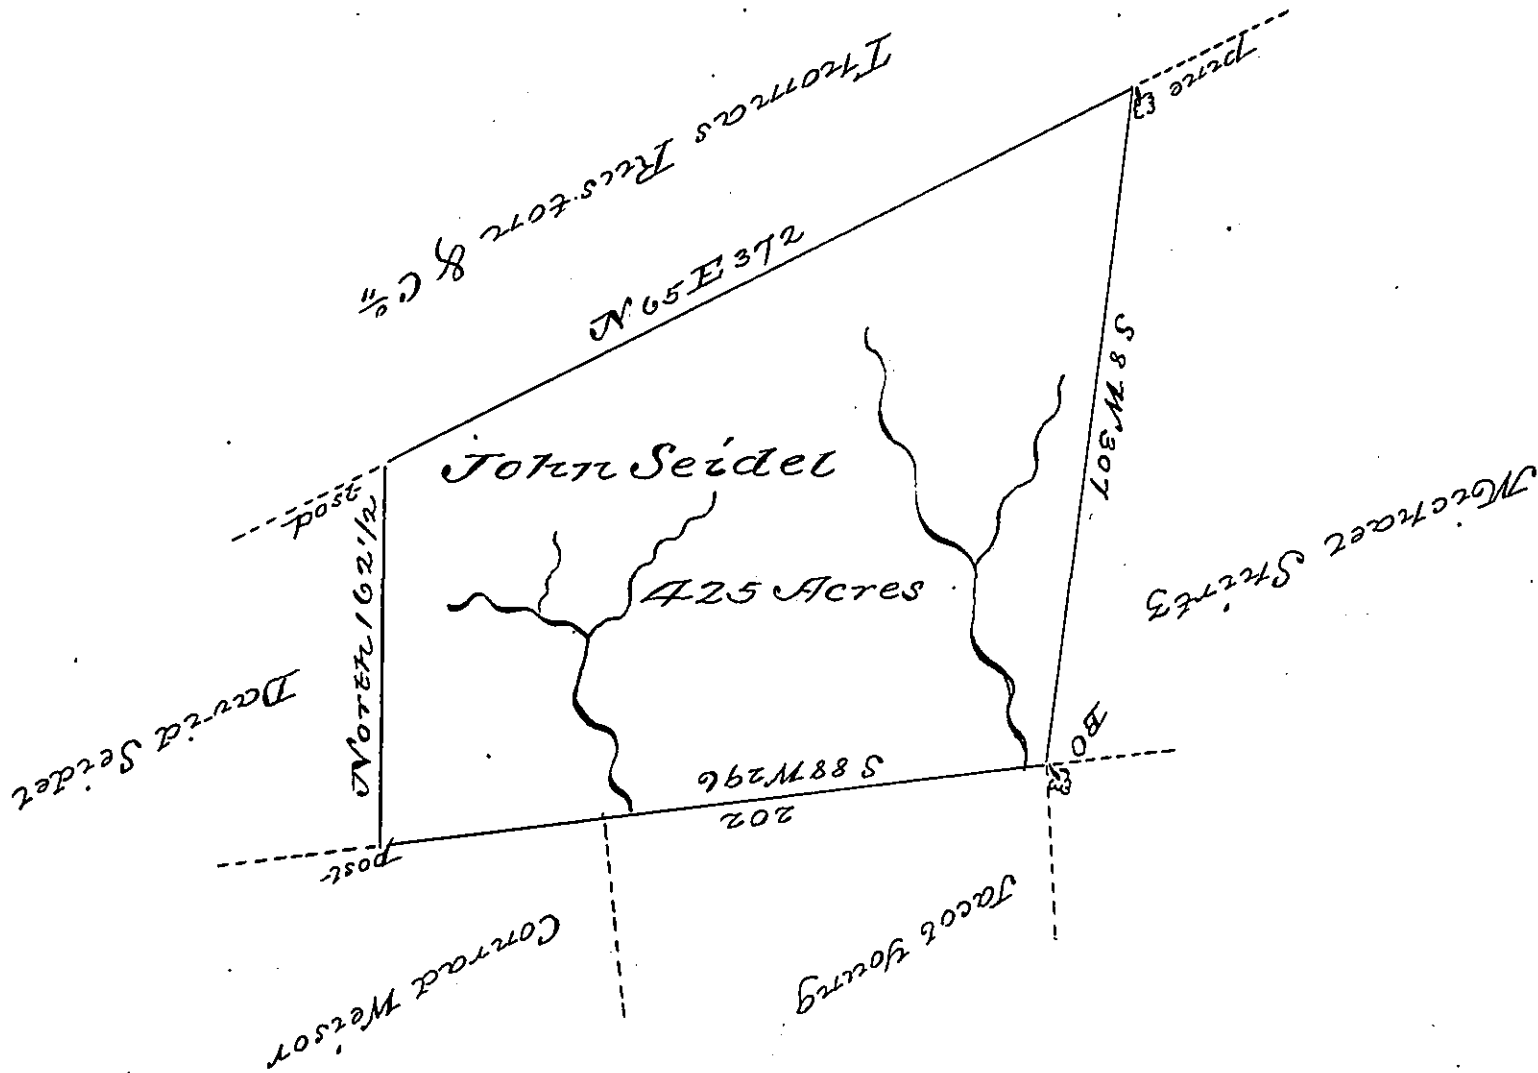 Thomas Ruston & Co
pine
N 65 E 372
S 8 W 307
John Seidel
post
North 162 1/2
425 Acres
Michael Shirtz
David Seidel
BO
S 88 W 296
202
post
Jacob Young
Conrad Weisor